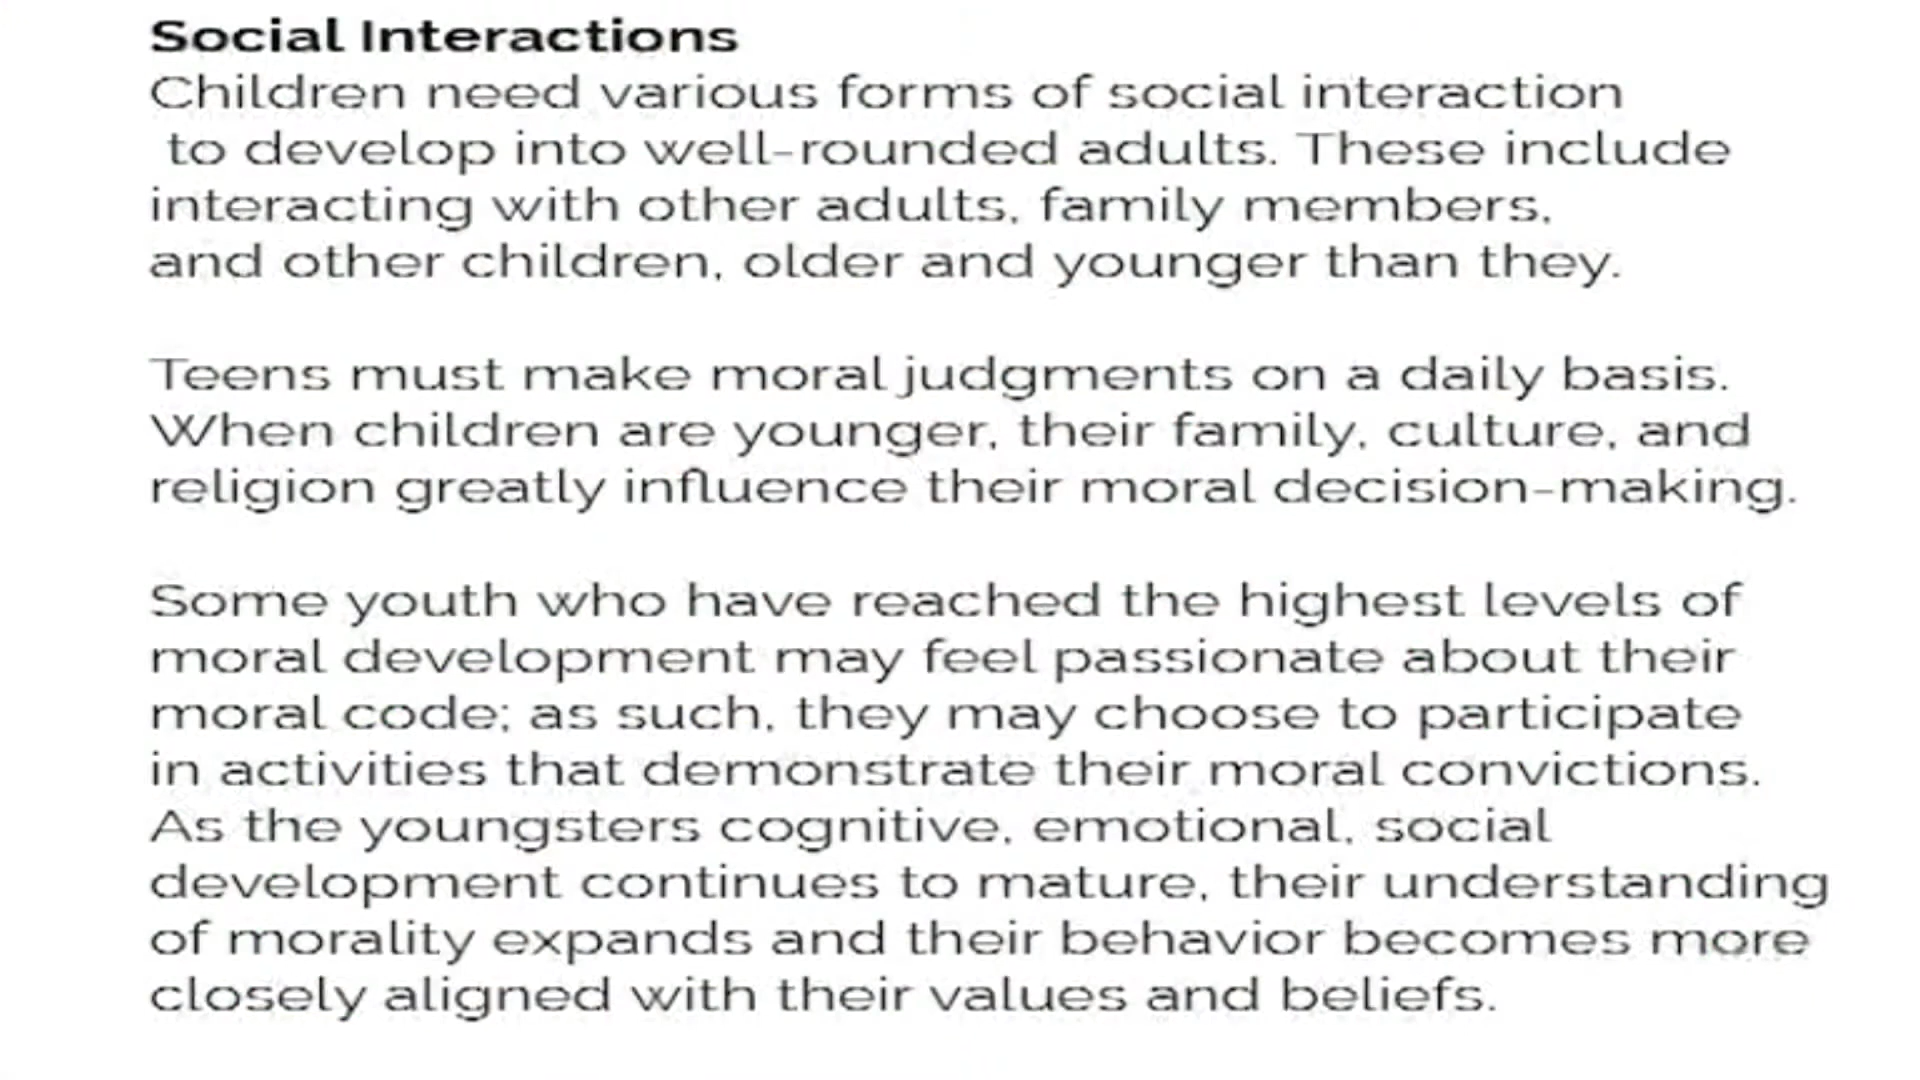 Social Interactions
Children need various forms of social interaction
to develop into well-rounded adults. These include
interacting with other adults, family members,
and other children, older and younger than they.
Teens must make moral judgments on a daily basis.
When children are younger, their family, culture, and
religion greatly influence their moral decision-making.
Some youth who have reached the highest levels of
moral development may feel passionate about their
moral code; as such, they may choose to participate
in activities that demonstrate their moral convictions.
As the youngsters cognitive, emotional, social
development continues to mature, their understanding
of morality expands and their behavior becomes more
closely aligned with their values and beliefs.